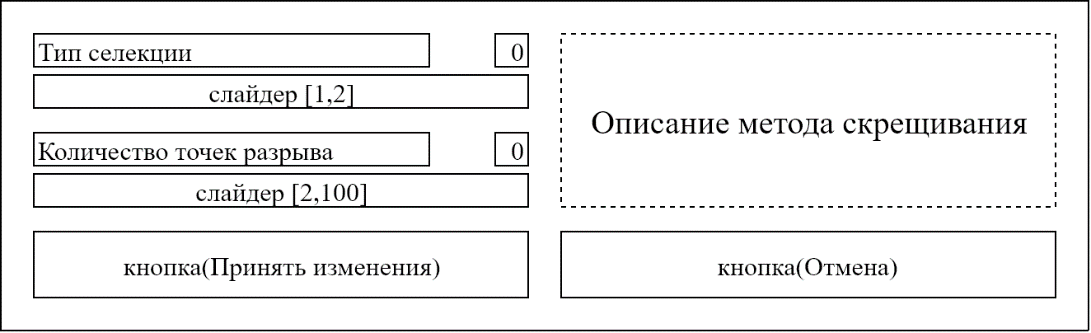 Тип селекции 0
слайдер [1,2]
Количество точек разрыва 0
слайдер [2,100]
Описание метода скрещивания
кнопка(Принять изменения)
кнопка(Отмена)